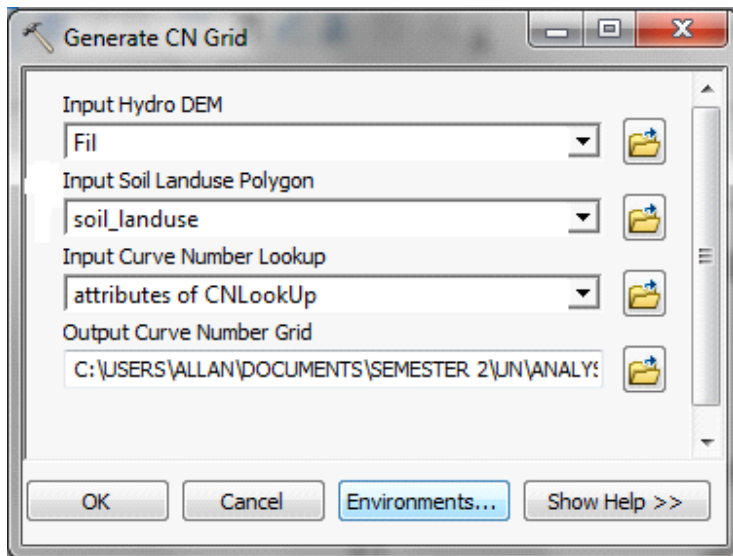 Generate CN Grid
Input Hydro DEM
Fil
Input Soil Landuse Polygon
soil_landuse
Input Curve Number Lookup
attributes of CNLookUp
Output Curve Number Grid
C:\USERS\ALLAN\DOCUMENTS\SEMESTER 2\UN\ANALYS
OK Cancel Environments... Show Help >>